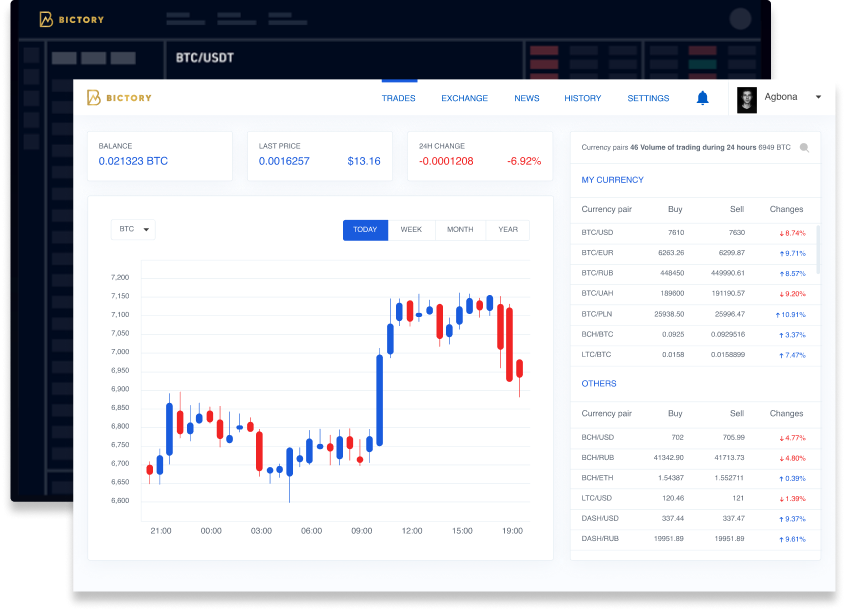 BICTORY
BTC/USDT
BICTORY
TRADES EXCHANGE NEWS HISTORY SETTINGS Agbona
BALANCE
0.021323 BTC
LAST PRICE
0.0016257 $13.16
24H CHANGE
-0.0001208 -6.92%
BTC
TODAY WEEK MONTH YEAR
7,200
7,150
7,100
7,050
7,000
6,950
6,900
6,850
6,800
6,750
6,700
6,650
6,600
21:00 00:00 03:00 06:00 09:00 12:00 15:00 19:00
Currency pairs 46 Volume of trading during 24 hours 6949 BTC
MY CURRENCY
Currency pair Buy Sell Changes
BTC/USD 7610 7630 ↓8.74%
BTC/EUR 6263.26 6299.87 ↑9.71%
BTC/RUB 448450 449990.61 ↑8.57%
BTC/UAH 189600 191190.57 ↓9.20%
BTC/PLN 25938.50 25996.47 ↑10.91%
BCH/BTC 0.0925 0.0929516 ↑3.37%
LTC/BTC 0.0158 0.0158899 ↑7.47%
OTHERS
Currency pair Buy Sell Changes
BCH/USD 702 705.99 ↓4.77%
BCH/RUB 41342.90 41713.73 ↓4.80%
BCH/ETH 1.54387 1.552711 ↑0.39%
LTC/USD 120.46 121 ↓1.39%
DASH/USD 337.44 337.47 ↑9.37%
DASH/RUB 19951.89 19951.89 ↑9.61%